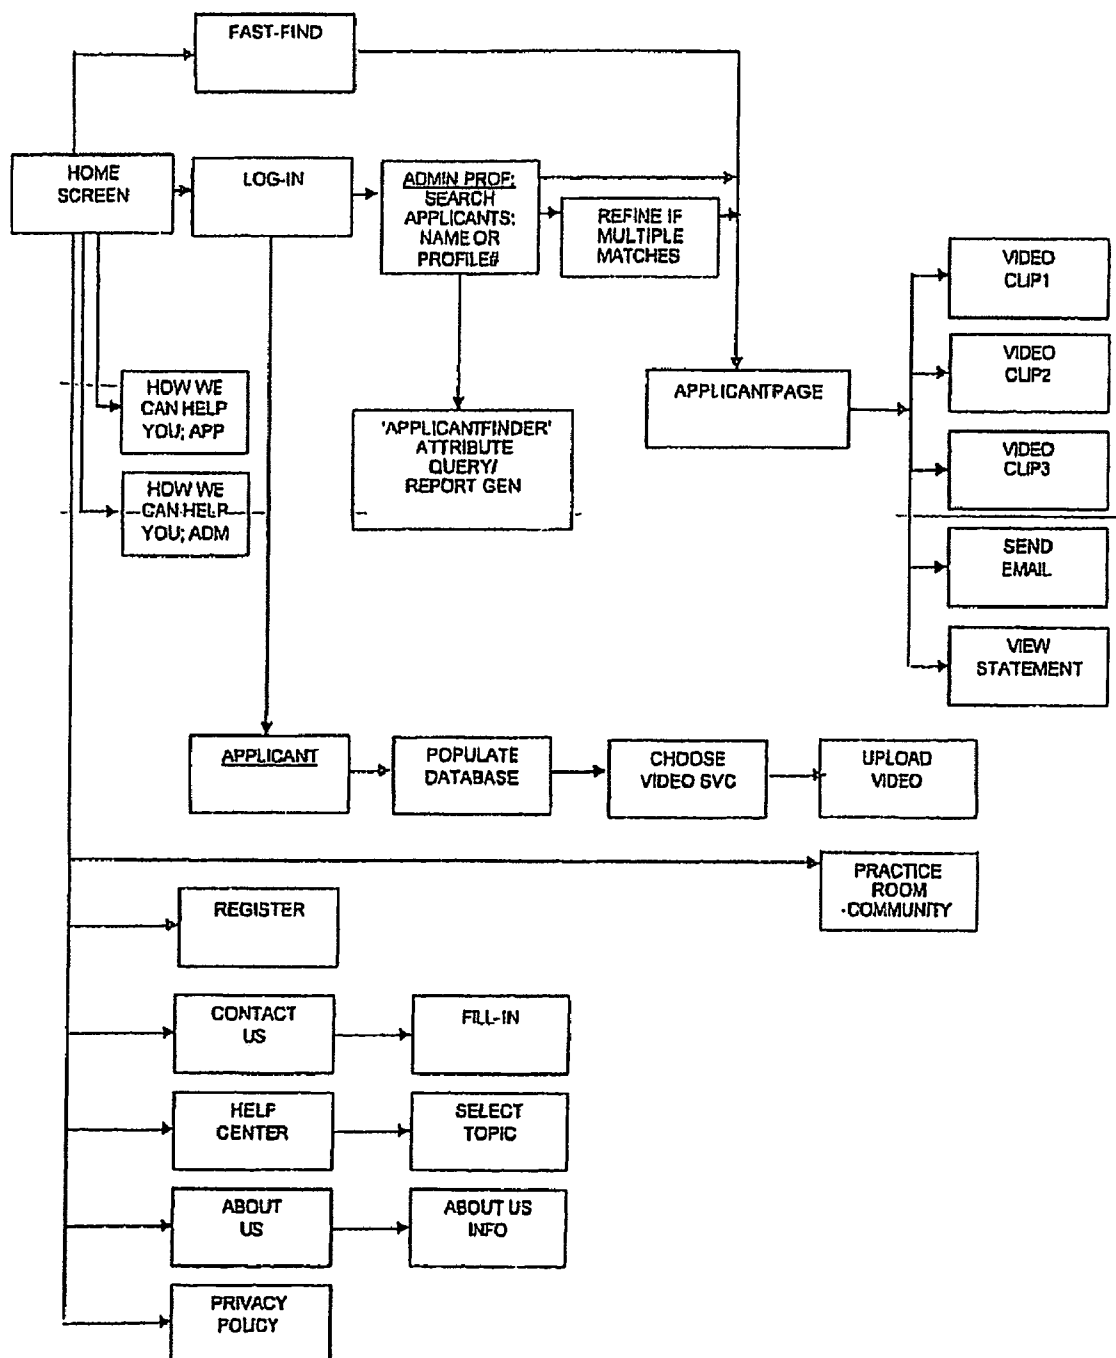 FAST-FIND
HOME
SCREEN
LOG-IN
ADMIN PROF:
SEARCH
APPLICANTS:
NAME OR
PROFILE#
REFINE IF
MULTIPLE
MATCHES
VIDEO
CLIP1
VIDEO
CLIP2
VIDEO
CLIP3
SEND
EMAIL
VIEW
STATEMENT
APPLICANTPAGE
HOW WE
CAN HELP
YOU; APP
HOW WE
CAN HELP
YOU; ADM
'APPLICANTFINDER'
ATTRIBUTE
QUERY/
REPORT GEN
APPLICANT
POPULATE
DATABASE
CHOOSE
VIDEO SVC
UPLOAD
VIDEO
PRACTICE
ROOM
-COMMUNITY
REGISTER
CONTACT
US
FILL-IN
HELP
CENTER
SELECT
TOPIC
ABOUT
US
ABOUT US
INFO
PRIVACY
POLICY